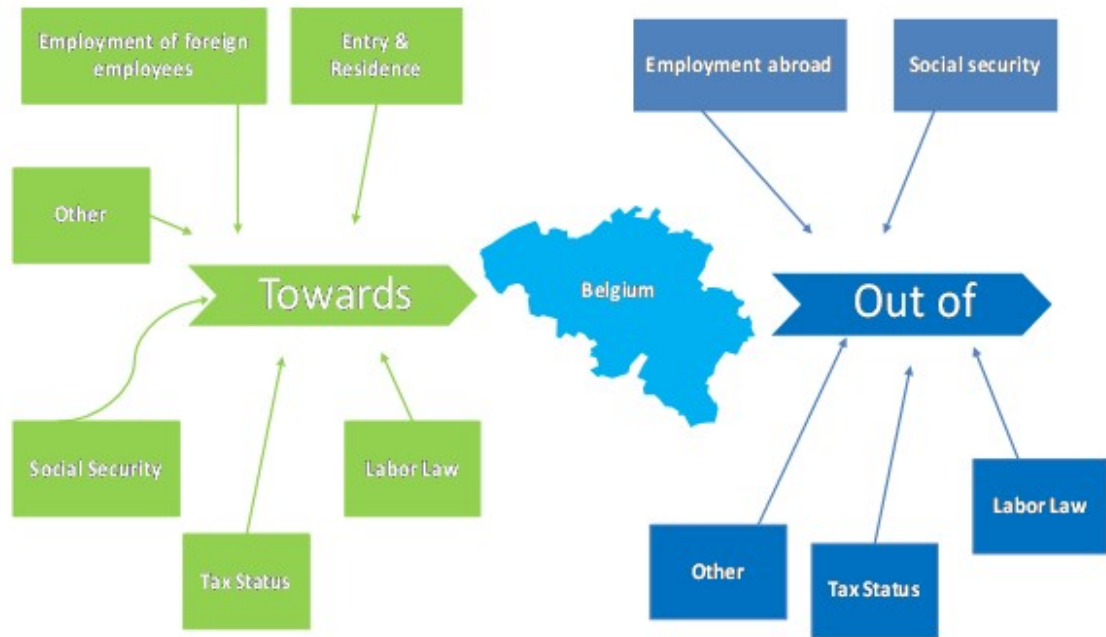 Employment of foreign
employees
Entry &
Residence
Employment abroad
Social security
Other
Towards
Belgium
Out of
Social Security
Labor Law
Tax Status
Other
Tax Status
Labor Law